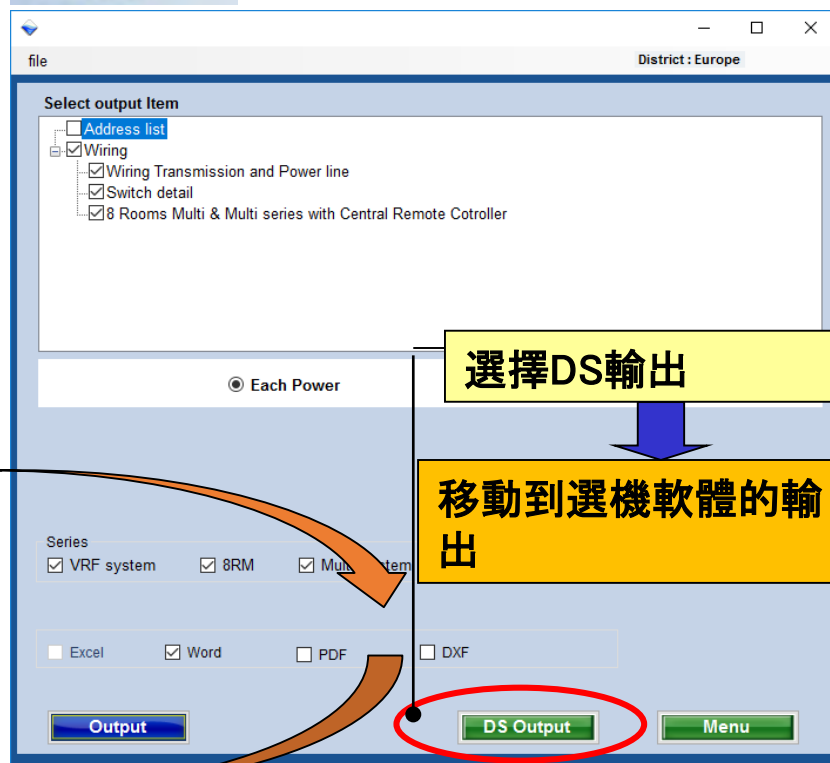 file
District : Europe
Select output Item
Address list
Wiring
Wiring Transmission and Power line
Switch detail
8 Rooms Multi & Multi series with Central Remote Cotroller
選擇DS輸出
Each Power
移動到選機軟體的輸
出
Series
VRF system 8RM
Excel Word PDF DXF
Output DS Output Menu